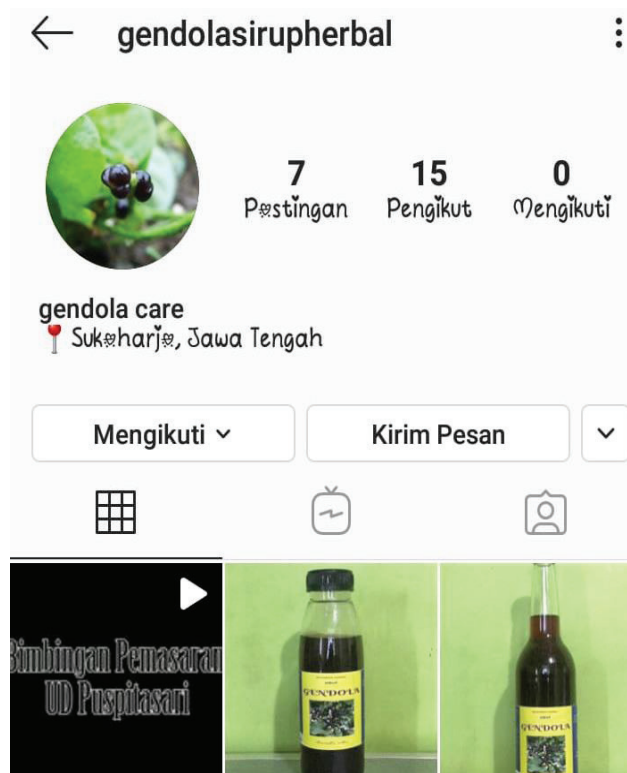 gendolasirupherbal
7 15 0
Postingan Pengikut Mengikuti
gendola care
Sukoharjo, Jawa Tengah
Mengikuti Kirim Pesan
Bimbingan Pemasaran
UD Puspitasari
GENDOLA
GENDOLA